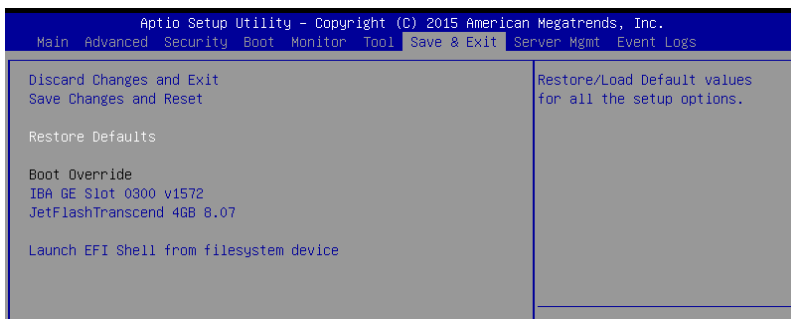 Aptio Setup Utility – Copyright (C) 2015 American Megatrends, Inc.
Main Advanced Security Boot Monitor Tool Save & Exit Server Mgmt Event Logs
Discard Changes and Exit
Save Changes and Reset
Restore Defaults
Boot Override
IBA GE Slot 0300 v1572
JetFlashTranscend 4GB 8.07
Launch EFI Shell from filesystem device
Restore/Load Default values
for all the setup options.